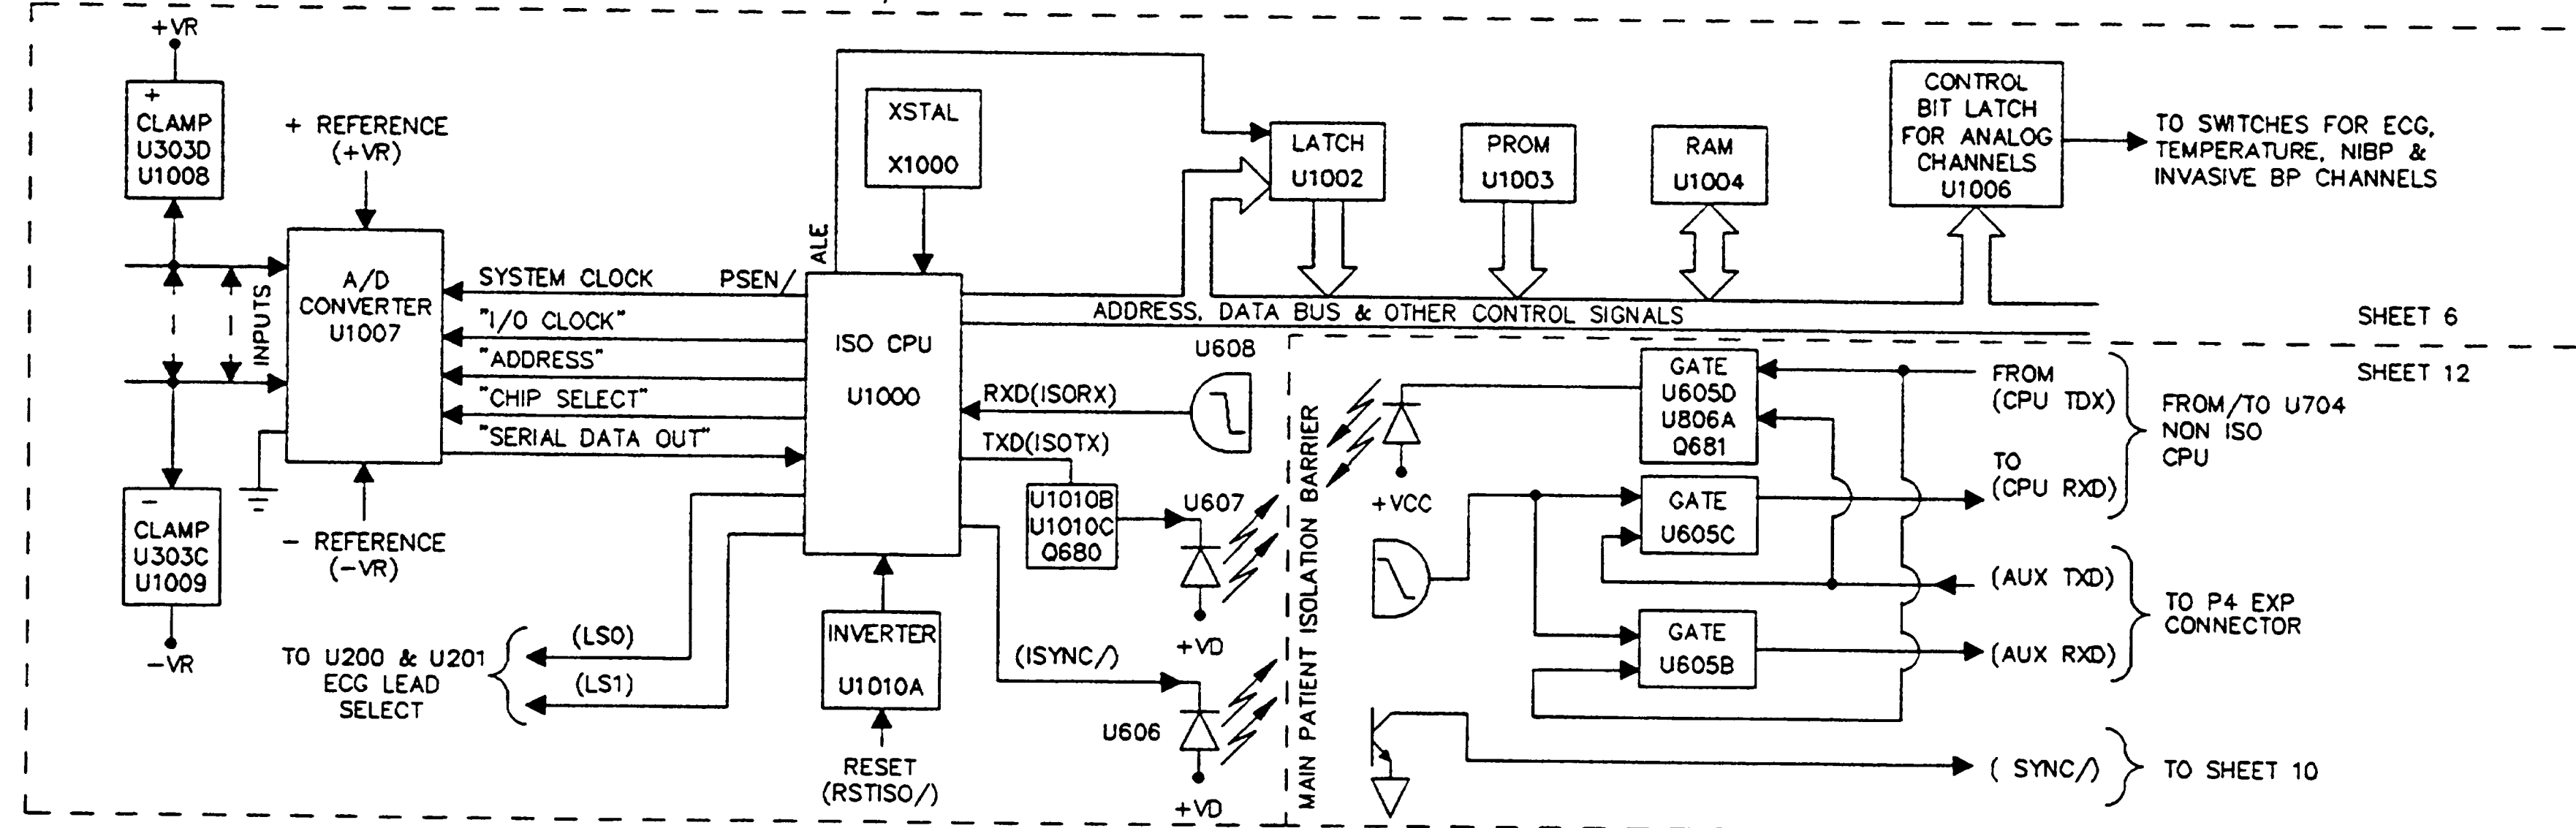 +VR
+
CLAMP
U303D
U1008
+ REFERENCE
(+VR)
INPUTS
A/D
CONVERTER
U1007
- REFERENCE
(-VR)
-
CLAMP
U303C
U1009
-VR
SYSTEM CLOCK
PSEN/
"I/O CLOCK"
"ADDRESS"
"CHIP SELECT"
"SERIAL DATA OUT"
ALE
XSTAL
X1000
ISO CPU
U1000
TO U200 & U201
ECG LEAD
SELECT
(LS0)
(LS1)
INVERTER
U1010A
RESET
(RSTISO/)
LATCH
U1002
PROM
U1003
RAM
U1004
CONTROL
BIT LATCH
FOR ANALOG
CHANNELS
U1006
TO SWITCHES FOR ECG,
TEMPERATURE, NIBP &
INVASIVE BP CHANNELS
ADDRESS, DATA BUS & OTHER CONTROL SIGNALS
SHEET 6
SHEET 12
U608
RXD(ISORX)
TXD(ISOTX)
U1010B
U1010C
Q680
U607
+VD
(ISYNC/)
U606
+VD
MAIN PATIENT ISOLATION BARRIER
+VCC
GATE
U605D
U806A
Q681
GATE
U605C
GATE
U605B
FROM
(CPU TDX)
TO
(CPU RXD)
FROM/TO U704
NON ISO
CPU
(AUX TXD)
(AUX RXD)
TO P4 EXP
CONNECTOR
( SYNC/)
TO SHEET 10